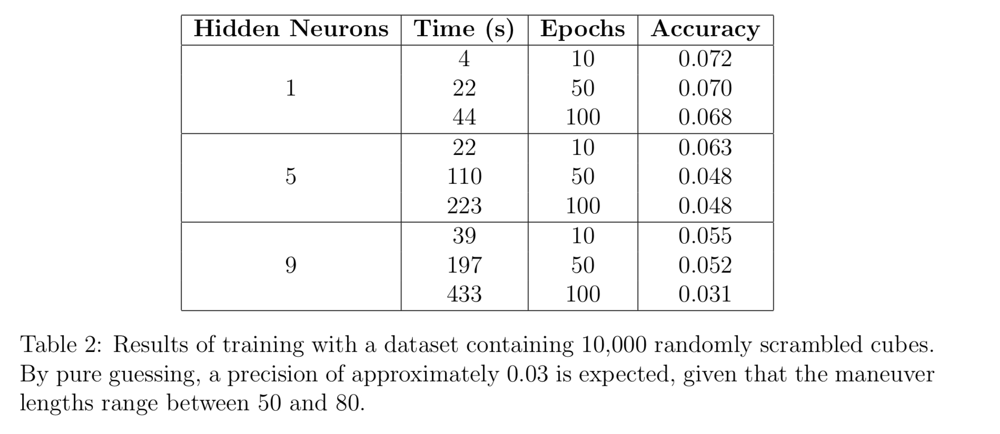 Hidden Neurons Time (s) Epochs Accuracy
4 10 0.072
1 22 50 0.070
44 100 0.068
22 10 0.063
5 110 50 0.048
223 100 0.048
39 10 0.055
9 197 50 0.052
433 100 0.031
Table 2: Results of training with a dataset containing 10,000 randomly scrambled cubes.
By pure guessing, a precision of approximately 0.03 is expected, given that the maneuver
lengths range between 50 and 80.